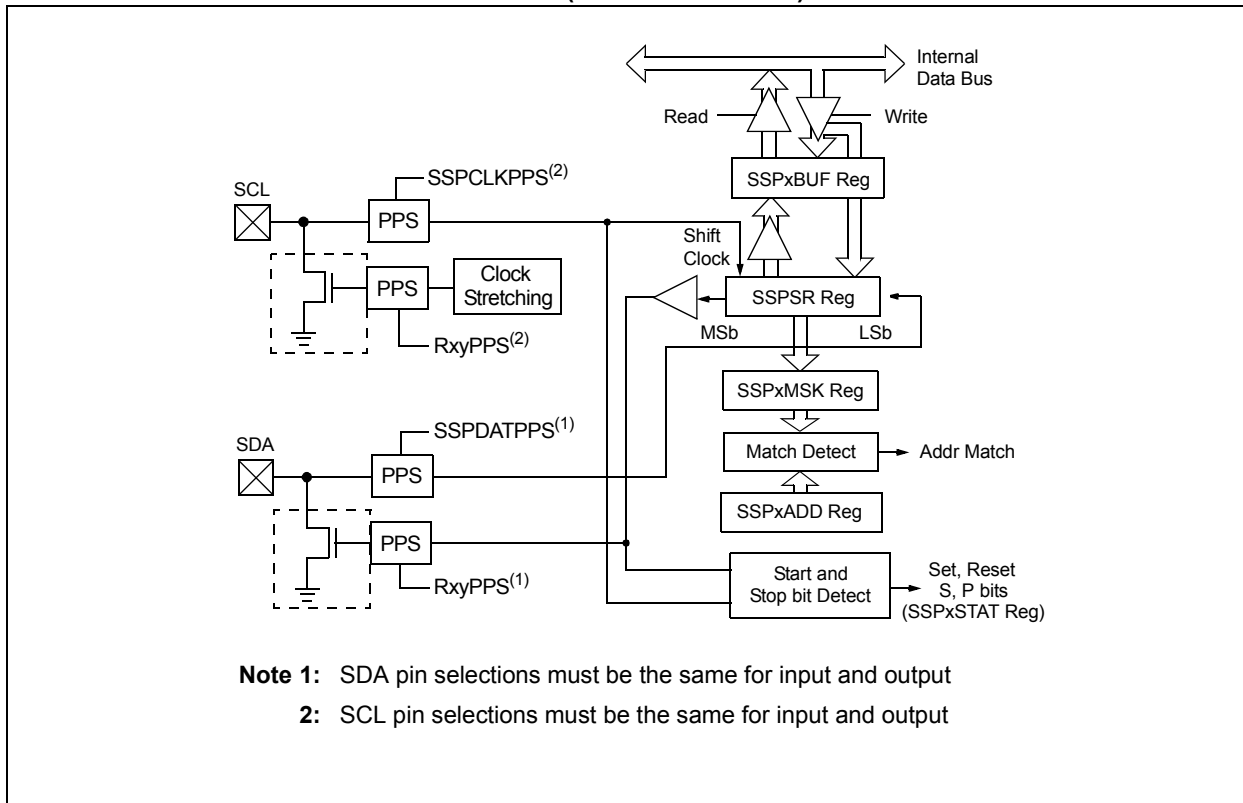 Internal
Data Bus
Read
Write
SSPxBUF Reg
SSPCLKPPS(2)
SCL
PPS
Shift
Clock
PPS
Clock
Stretching
SSPSR Reg
MSb
LSb
RxyPPS(2)
SSPxMSK Reg
SSPDATPPS(1)
SDA
PPS
Match Detect
Addr Match
SSPxADD Reg
PPS
RxyPPS(1)
Start and
Stop bit Detect
Set, Reset
S, P bits
(SSPxSTAT Reg)
Note 1: SDA pin selections must be the same for input and output
2: SCL pin selections must be the same for input and output